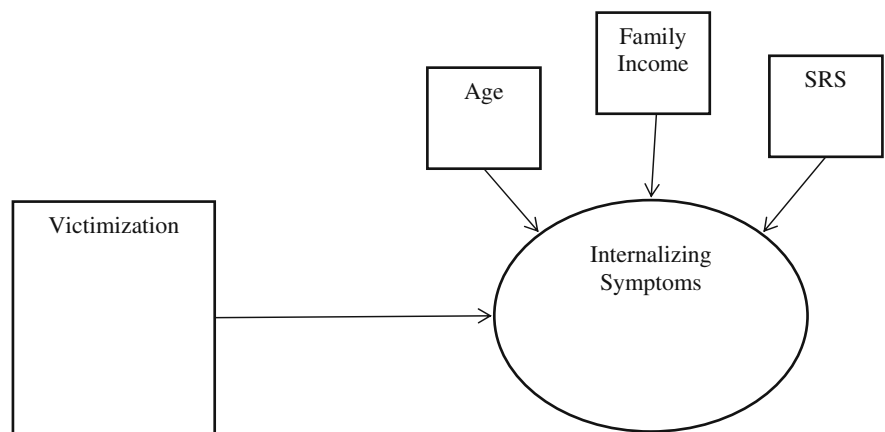 Family
Income
Age
SRS
Victimization
Internalizing
Symptoms